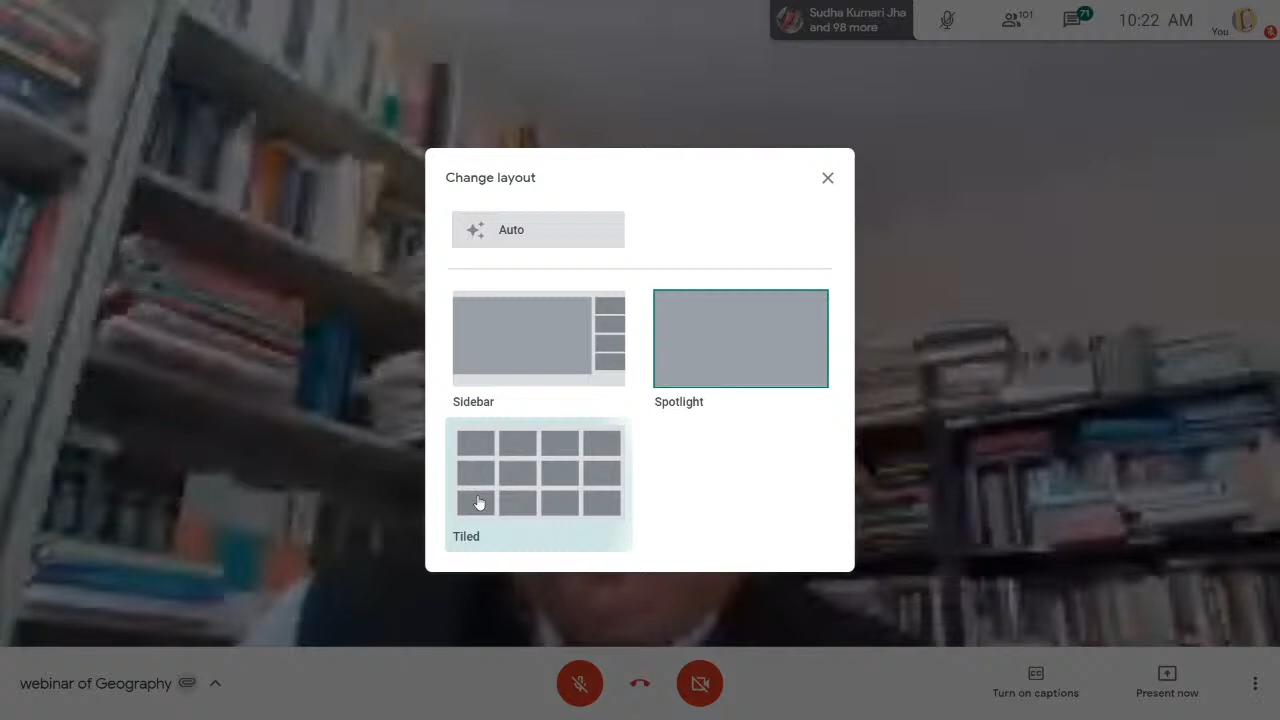 Sudha Kumari Jha
and 98 more
101
71
10:22 AM
You
Change layout
Auto
Sidebar
Spotlight
Tiled
webinar of Geography
CC
Turn on captions
Present now